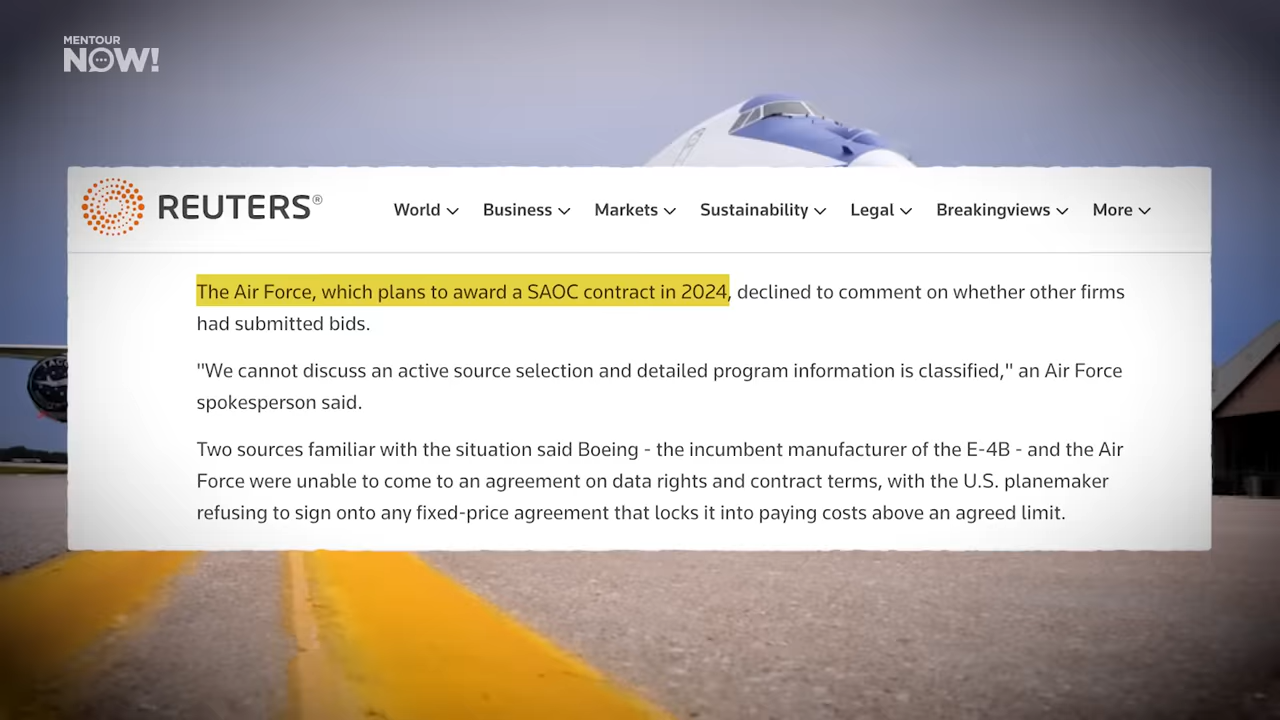 MENTOUR
NOW!
REUTERS®
World Business Markets Sustainability Legal Breakingviews More
The Air Force, which plans to award a SAOC contract in 2024, declined to comment on whether other firms
had submitted bids.
"We cannot discuss an active source selection and detailed program information is classified," an Air Force
spokesperson said.
Two sources familiar with the situation said Boeing - the incumbent manufacturer of the E-4B - and the Air
Force were unable to come to an agreement on data rights and contract terms, with the U.S. planemaker
refusing to sign onto any fixed-price agreement that locks it into paying costs above an agreed limit.